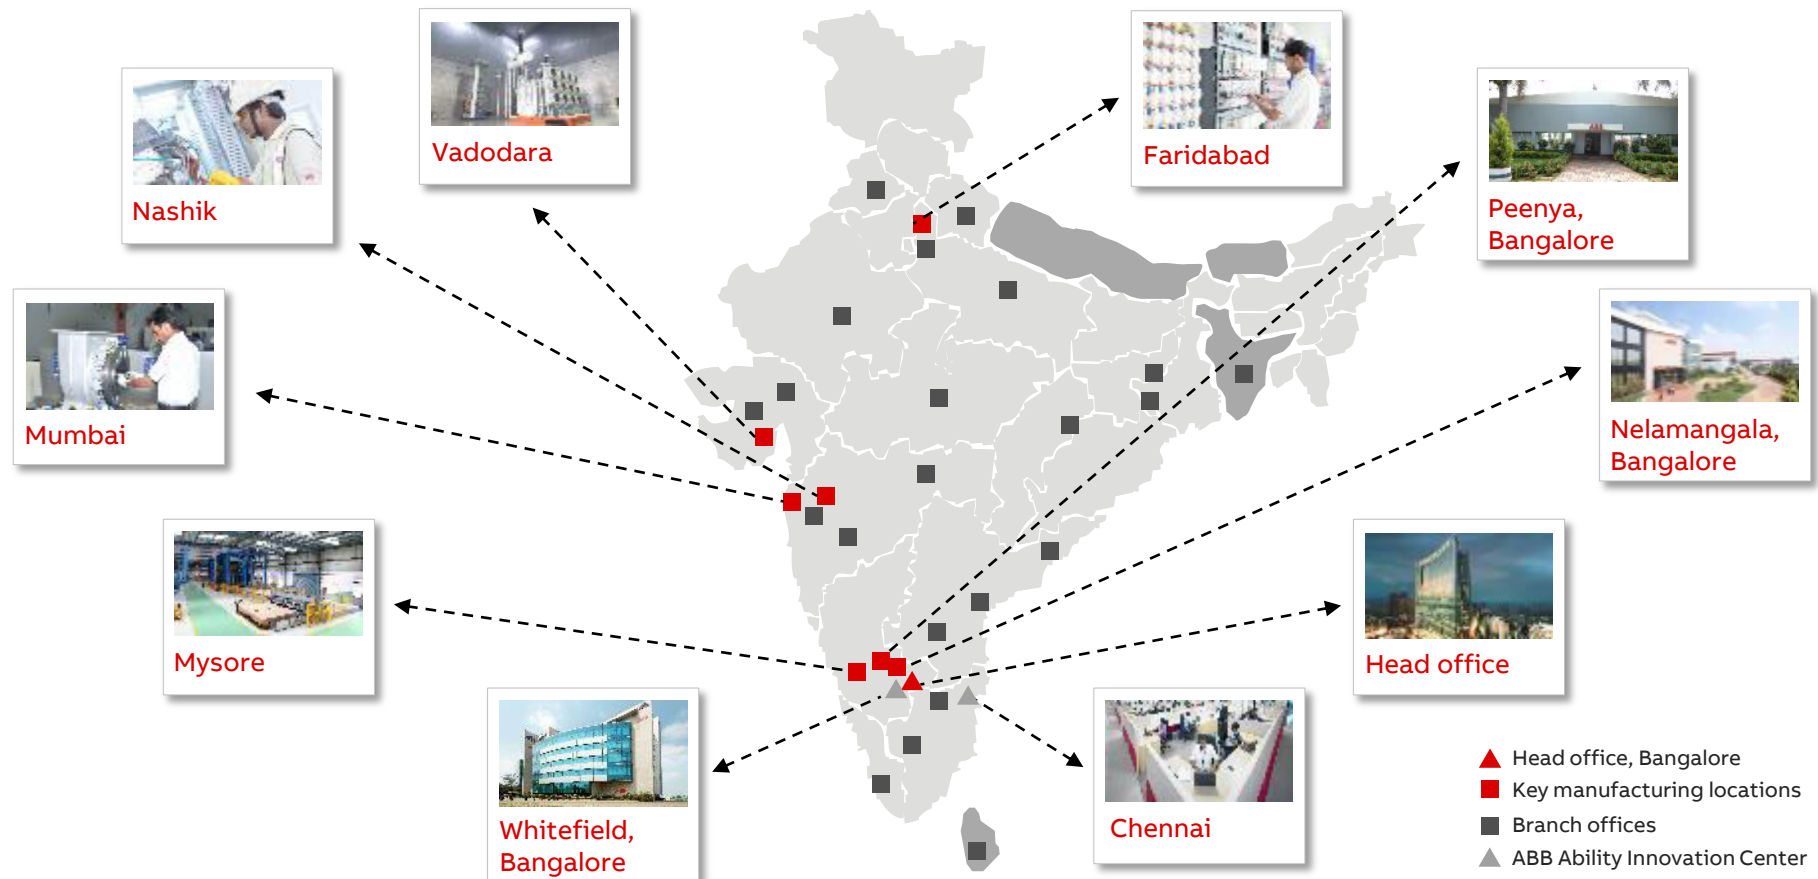 Vadodara
Faridabad
Nashik
Peenya,
Bangalore
Mumbai
Nelamangala,
Bangalore
Mysore
Head office
Whitefield,
Bangalore
Chennai
Head office, Bangalore
Key manufacturing locations
Branch offices
ABB Ability Innovation Center